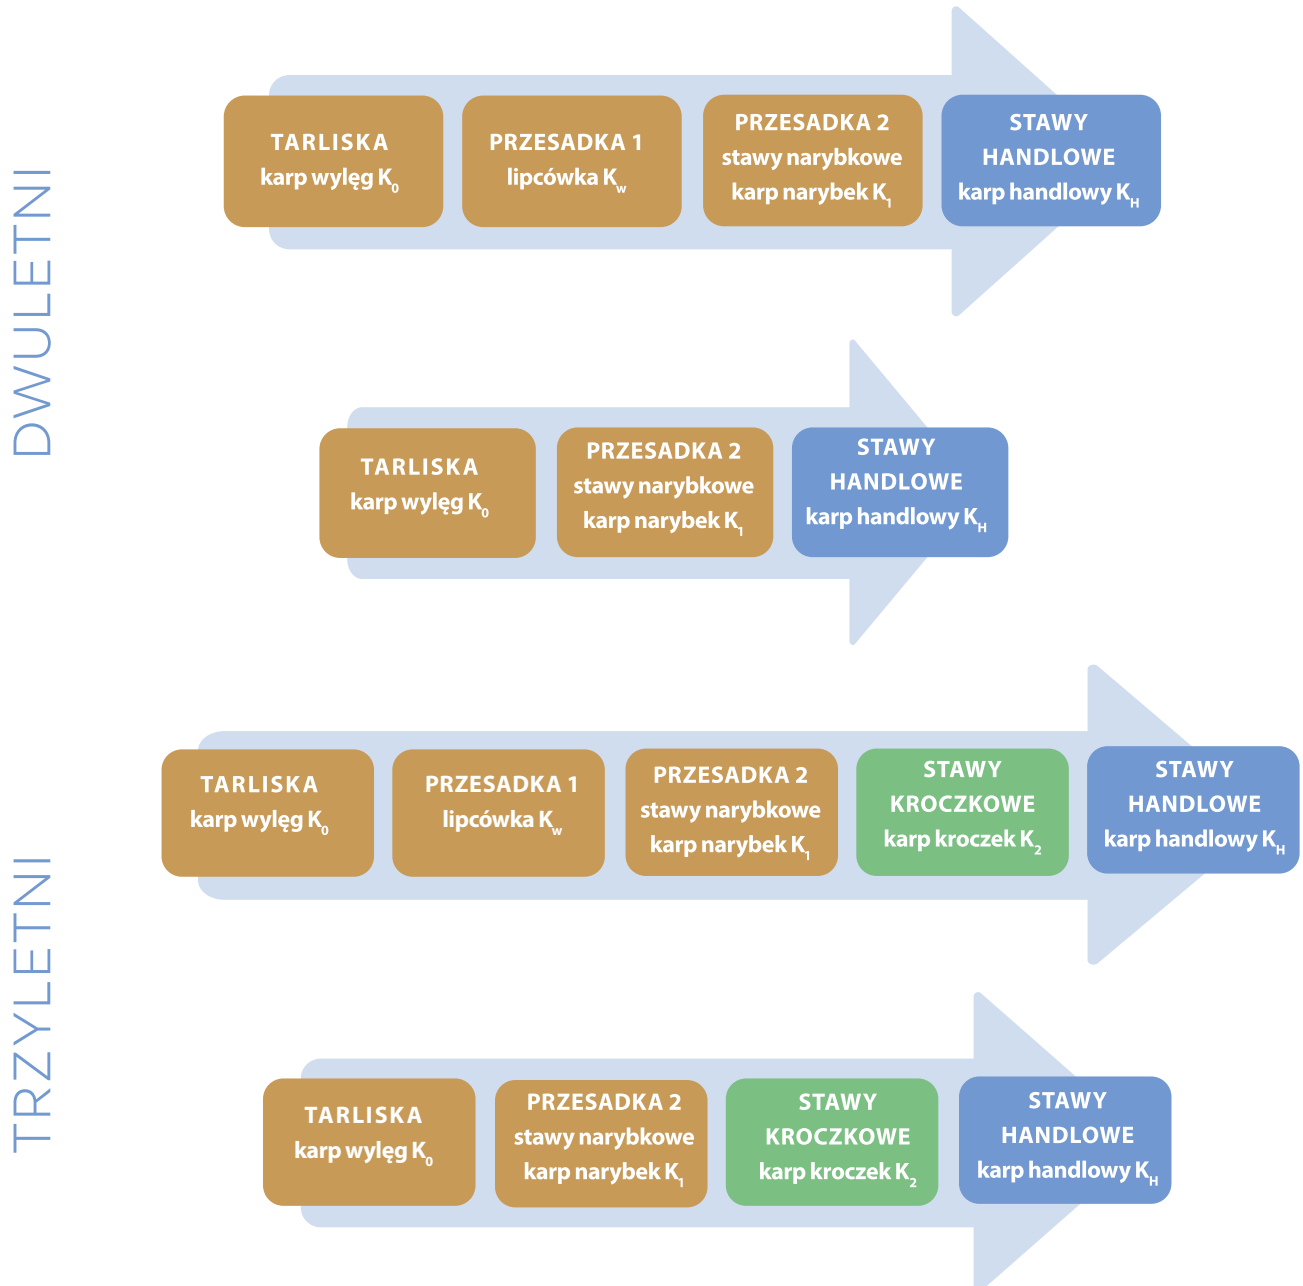 DWULETNI
TARLISKA
karp wylęg K₀
PRZESADKA 1
lipcówka Kw
PRZESADKA 2
stawy narybkowe
karp narybek K₁
STAWY
HANDLOWE
karp handlowy KH
TARLISKA
karp wylęg K₀
PRZESADKA 2
stawy narybkowe
karp narybek K₁
STAWY
HANDLOWE
karp handlowy KH
TRZYLETNI
TARLISKA
karp wylęg K₀
PRZESADKA 1
lipcówka Kw
PRZESADKA 2
stawy narybkowe
karp narybek K₁
STAWY
KROCZKOWE
karp kroczek K₂
STAWY
HANDLOWE
karp handlowy KH
TARLISKA
karp wylęg K₀
PRZESADKA 2
stawy narybkowe
karp narybek K₁
STAWY
KROCZKOWE
karp kroczek K₂
STAWY
HANDLOWE
karp handlowy KH